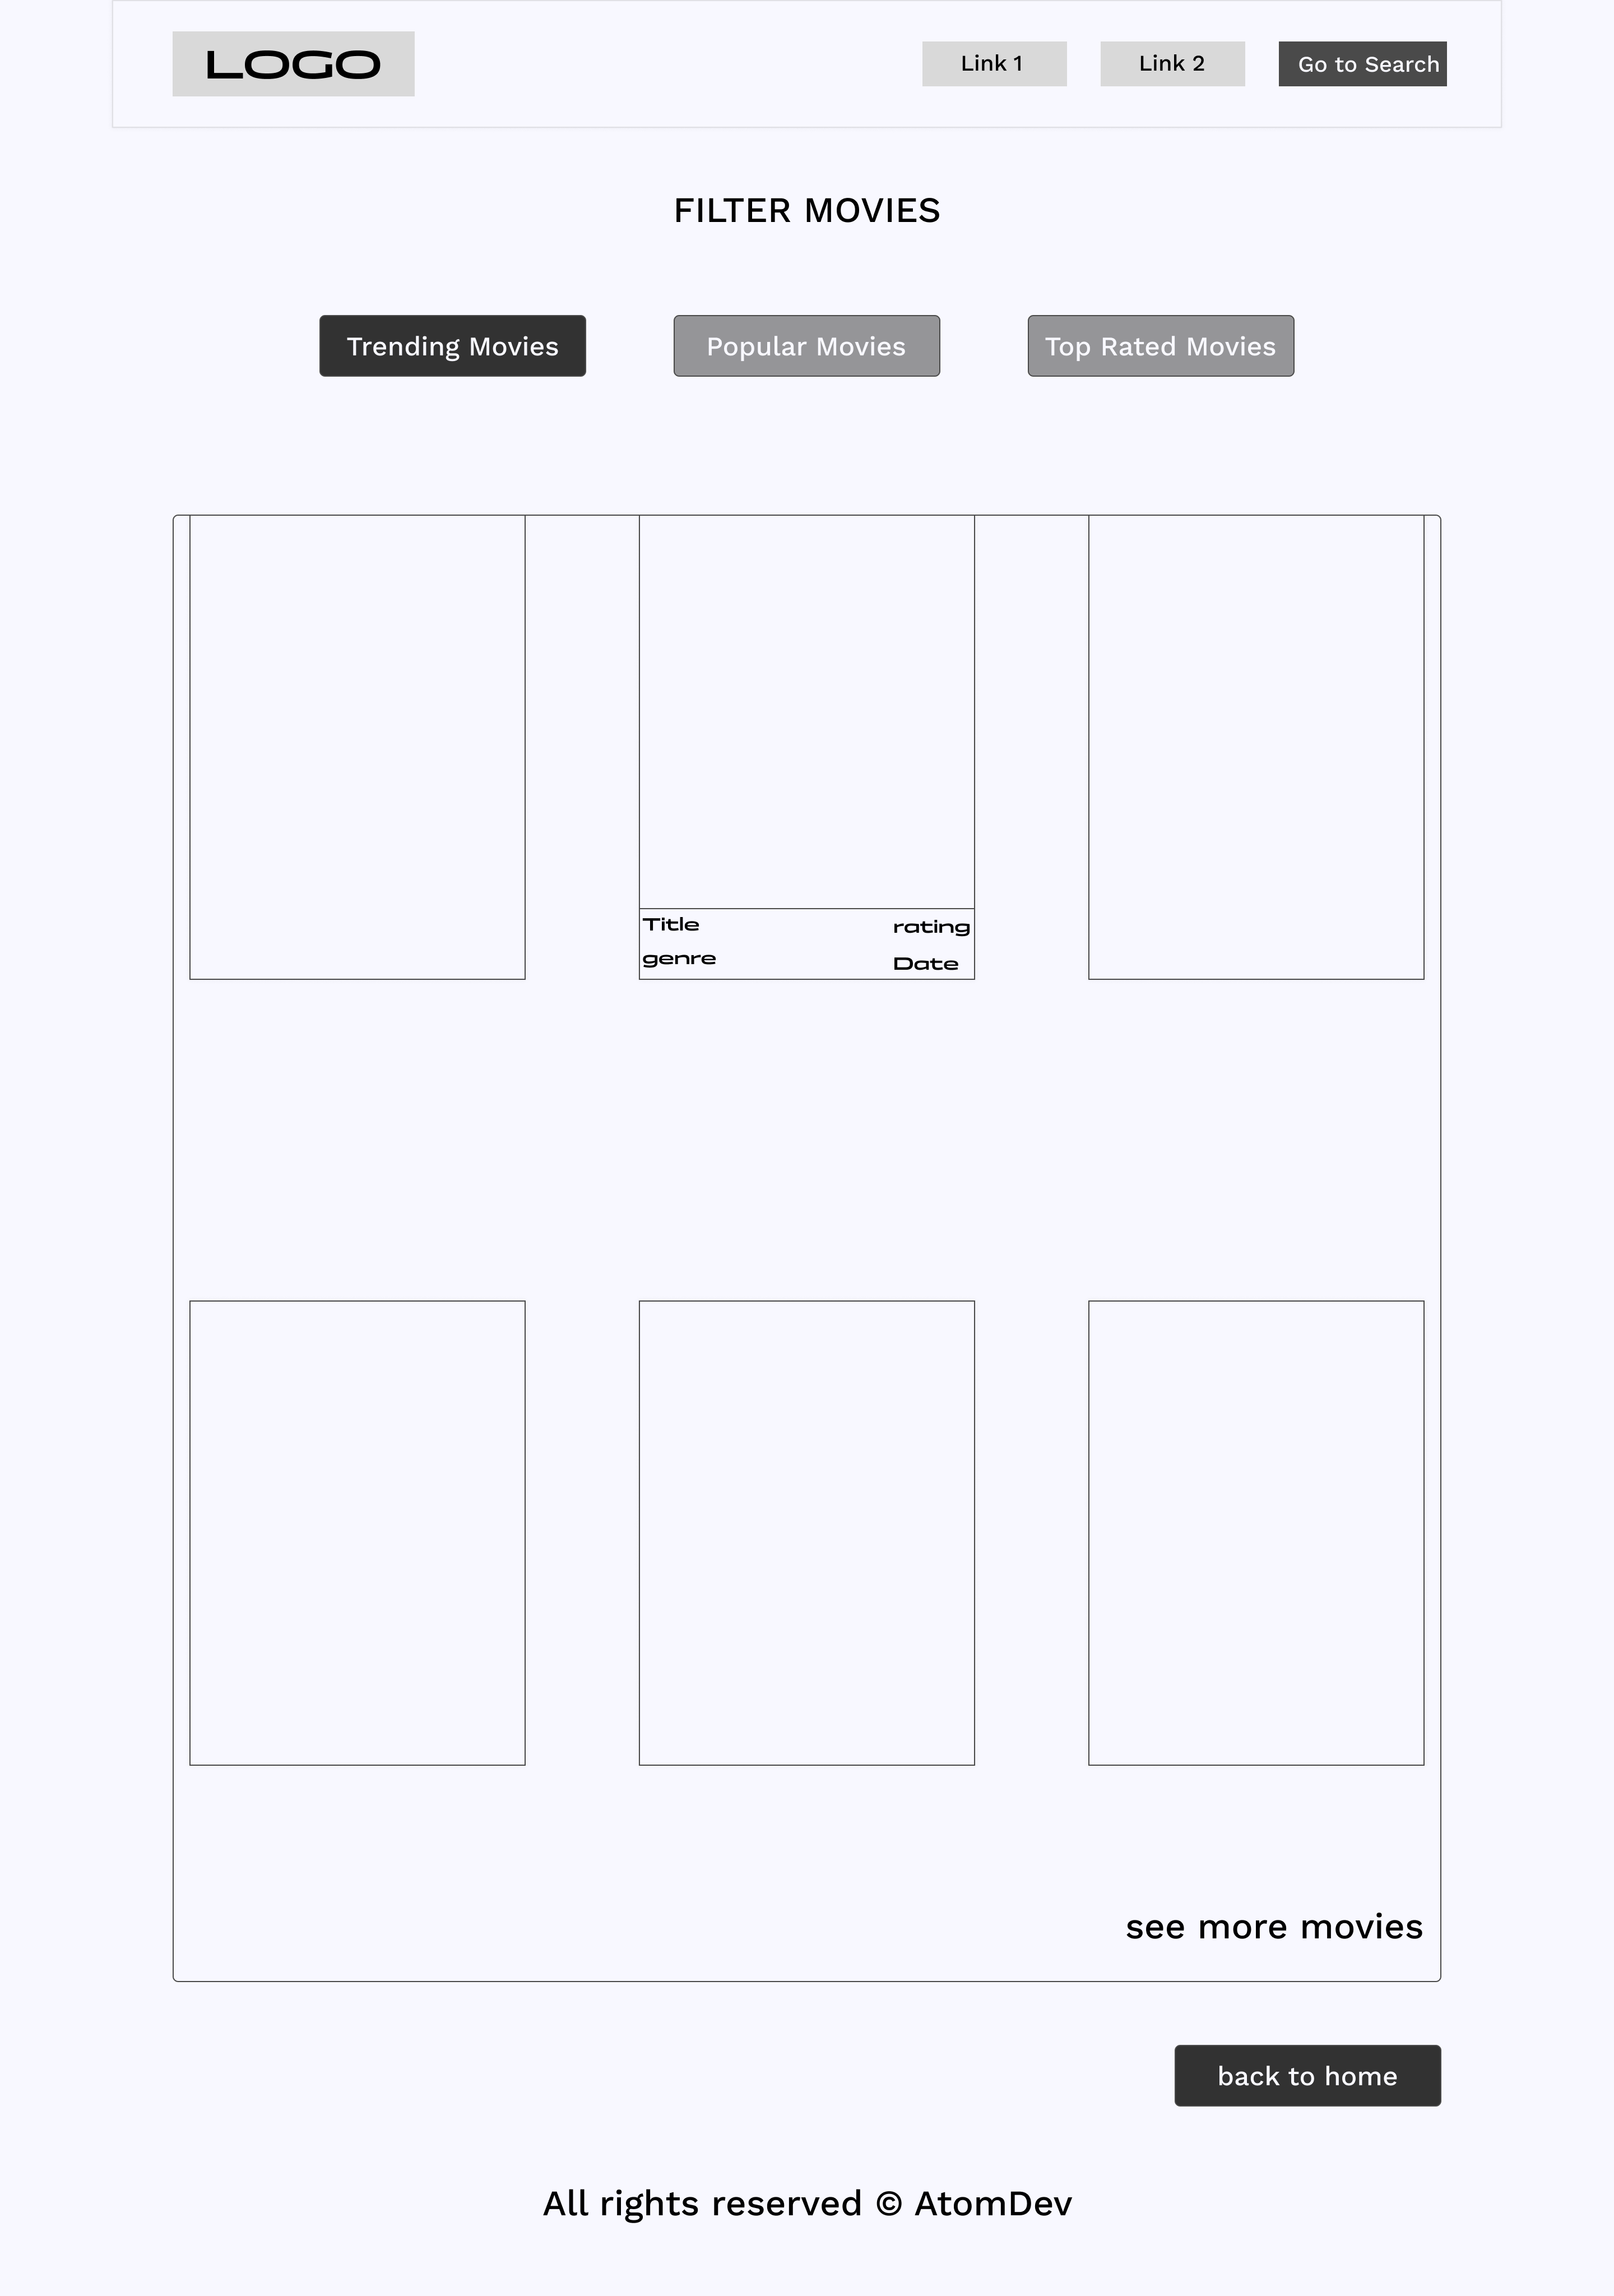 LOGO
Link 1
Link 2
Go to Search
FILTER MOVIES
Trending Movies
Popular Movies
Top Rated Movies
Title
rating
genre
Date
see more movies
back to home
All rights reserved © AtomDev